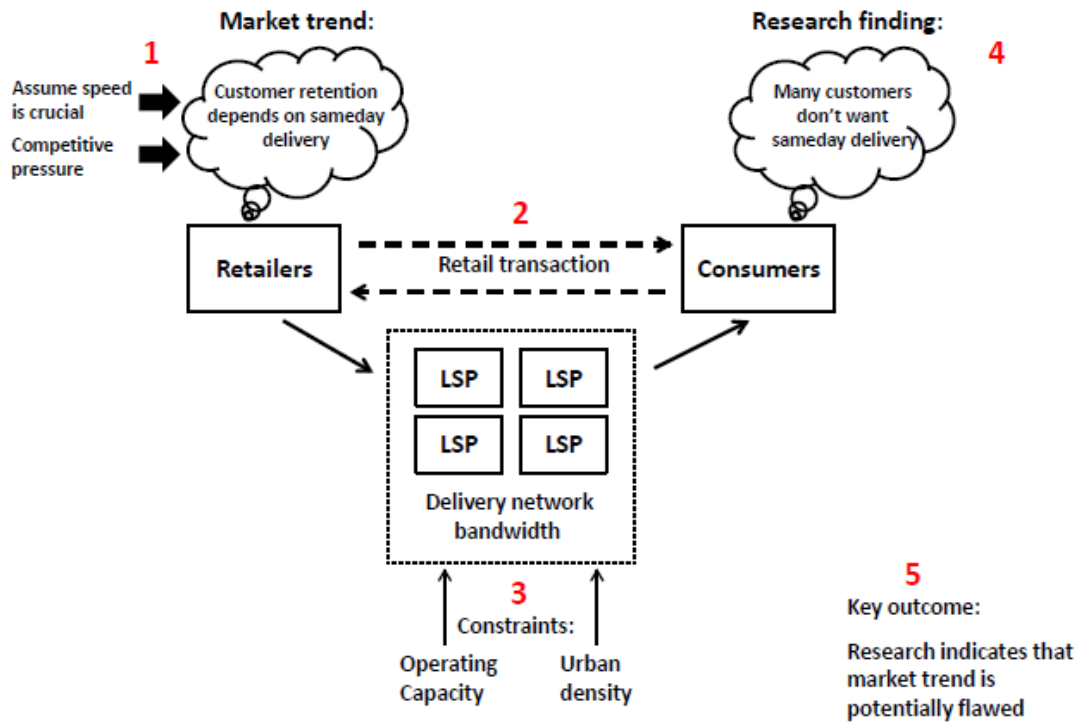 Market trend:
Research finding:
1
4
Assume speed
is crucial
Competitive
pressure
Customer retention
depends on sameday
delivery
Many customers
don't want
sameday delivery
2
Retailers
Retail transaction
Consumers
LSP
LSP
LSP
LSP
Delivery network
bandwidth
3
Constraints:
Operating
Capacity
Urban
density
5
Key outcome:
Research indicates that
market trend is
potentially flawed